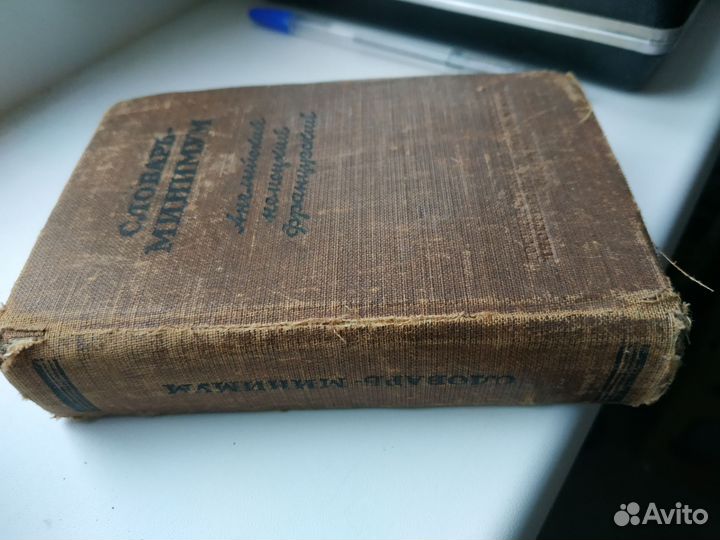 СЛОВАРЬ-
МИНИМУМ
Английский
немецкий
французский
СЛОВАРЬ-МИНИМУМ
Avito